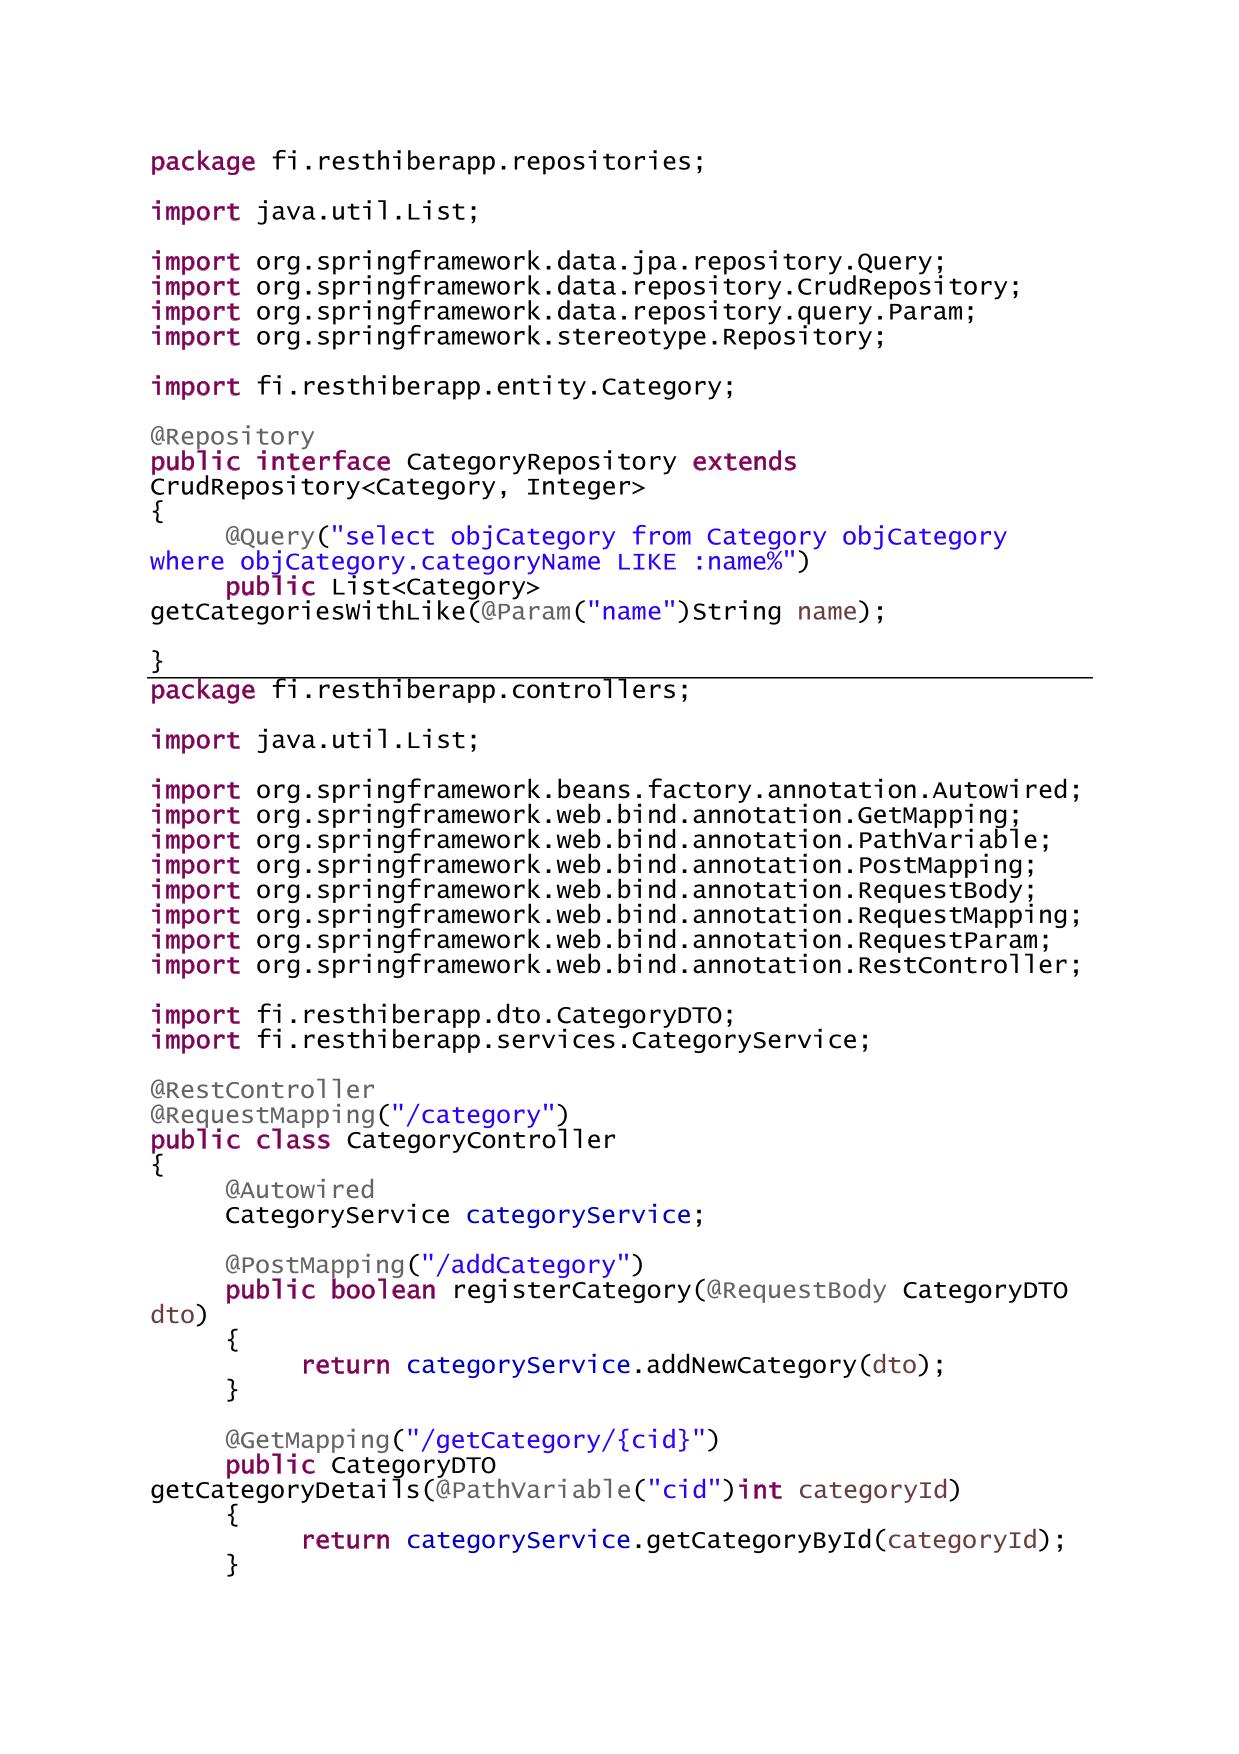 package fi.resthiberapp.repositories;
import java.util.List;
import org.springframework.data.jpa.repository.Query;
import org.springframework.data.repository.CrudRepository;
import org.springframework.data.repository.query.Param;
import org.springframework.stereotype.Repository;
import fi.resthiberapp.entity.Category;
@Repository
public interface CategoryRepository extends
CrudRepository<Category, Integer>
{
@Query("select objCategory from Category objCategory
where objCategory.categoryName LIKE :name%")
public List<Category>
getCategoriesWithLike(@Param("name")String name);
}
package fi.resthiberapp.controllers;
import java.util.List;
import org.springframework.beans.factory.annotation.Autowired;
import org.springframework.web.bind.annotation.GetMapping;
import org.springframework.web.bind.annotation.PathVariable;
import org.springframework.web.bind.annotation.PostMapping;
import org.springframework.web.bind.annotation.RequestBody;
import org.springframework.web.bind.annotation.RequestMapping;
import org.springframework.web.bind.annotation.RequestParam;
import org.springframework.web.bind.annotation.RestController;
import fi.resthiberapp.dto.CategoryDTO;
import fi.resthiberapp.services.CategoryService;
@RestController
@RequestMapping("/category")
public class CategoryController
{
@Autowired
CategoryService categoryService;
@PostMapping("/addCategory")
public boolean registerCategory(@RequestBody CategoryDTO
dto)
{
return categoryService.addNewCategory(dto);
}
@GetMapping("/getCategory/{cid}")
public CategoryDTO
getCategoryDetails(@PathVariable("cid")int categoryId)
{
return categoryService.getCategoryById(categoryId);
}